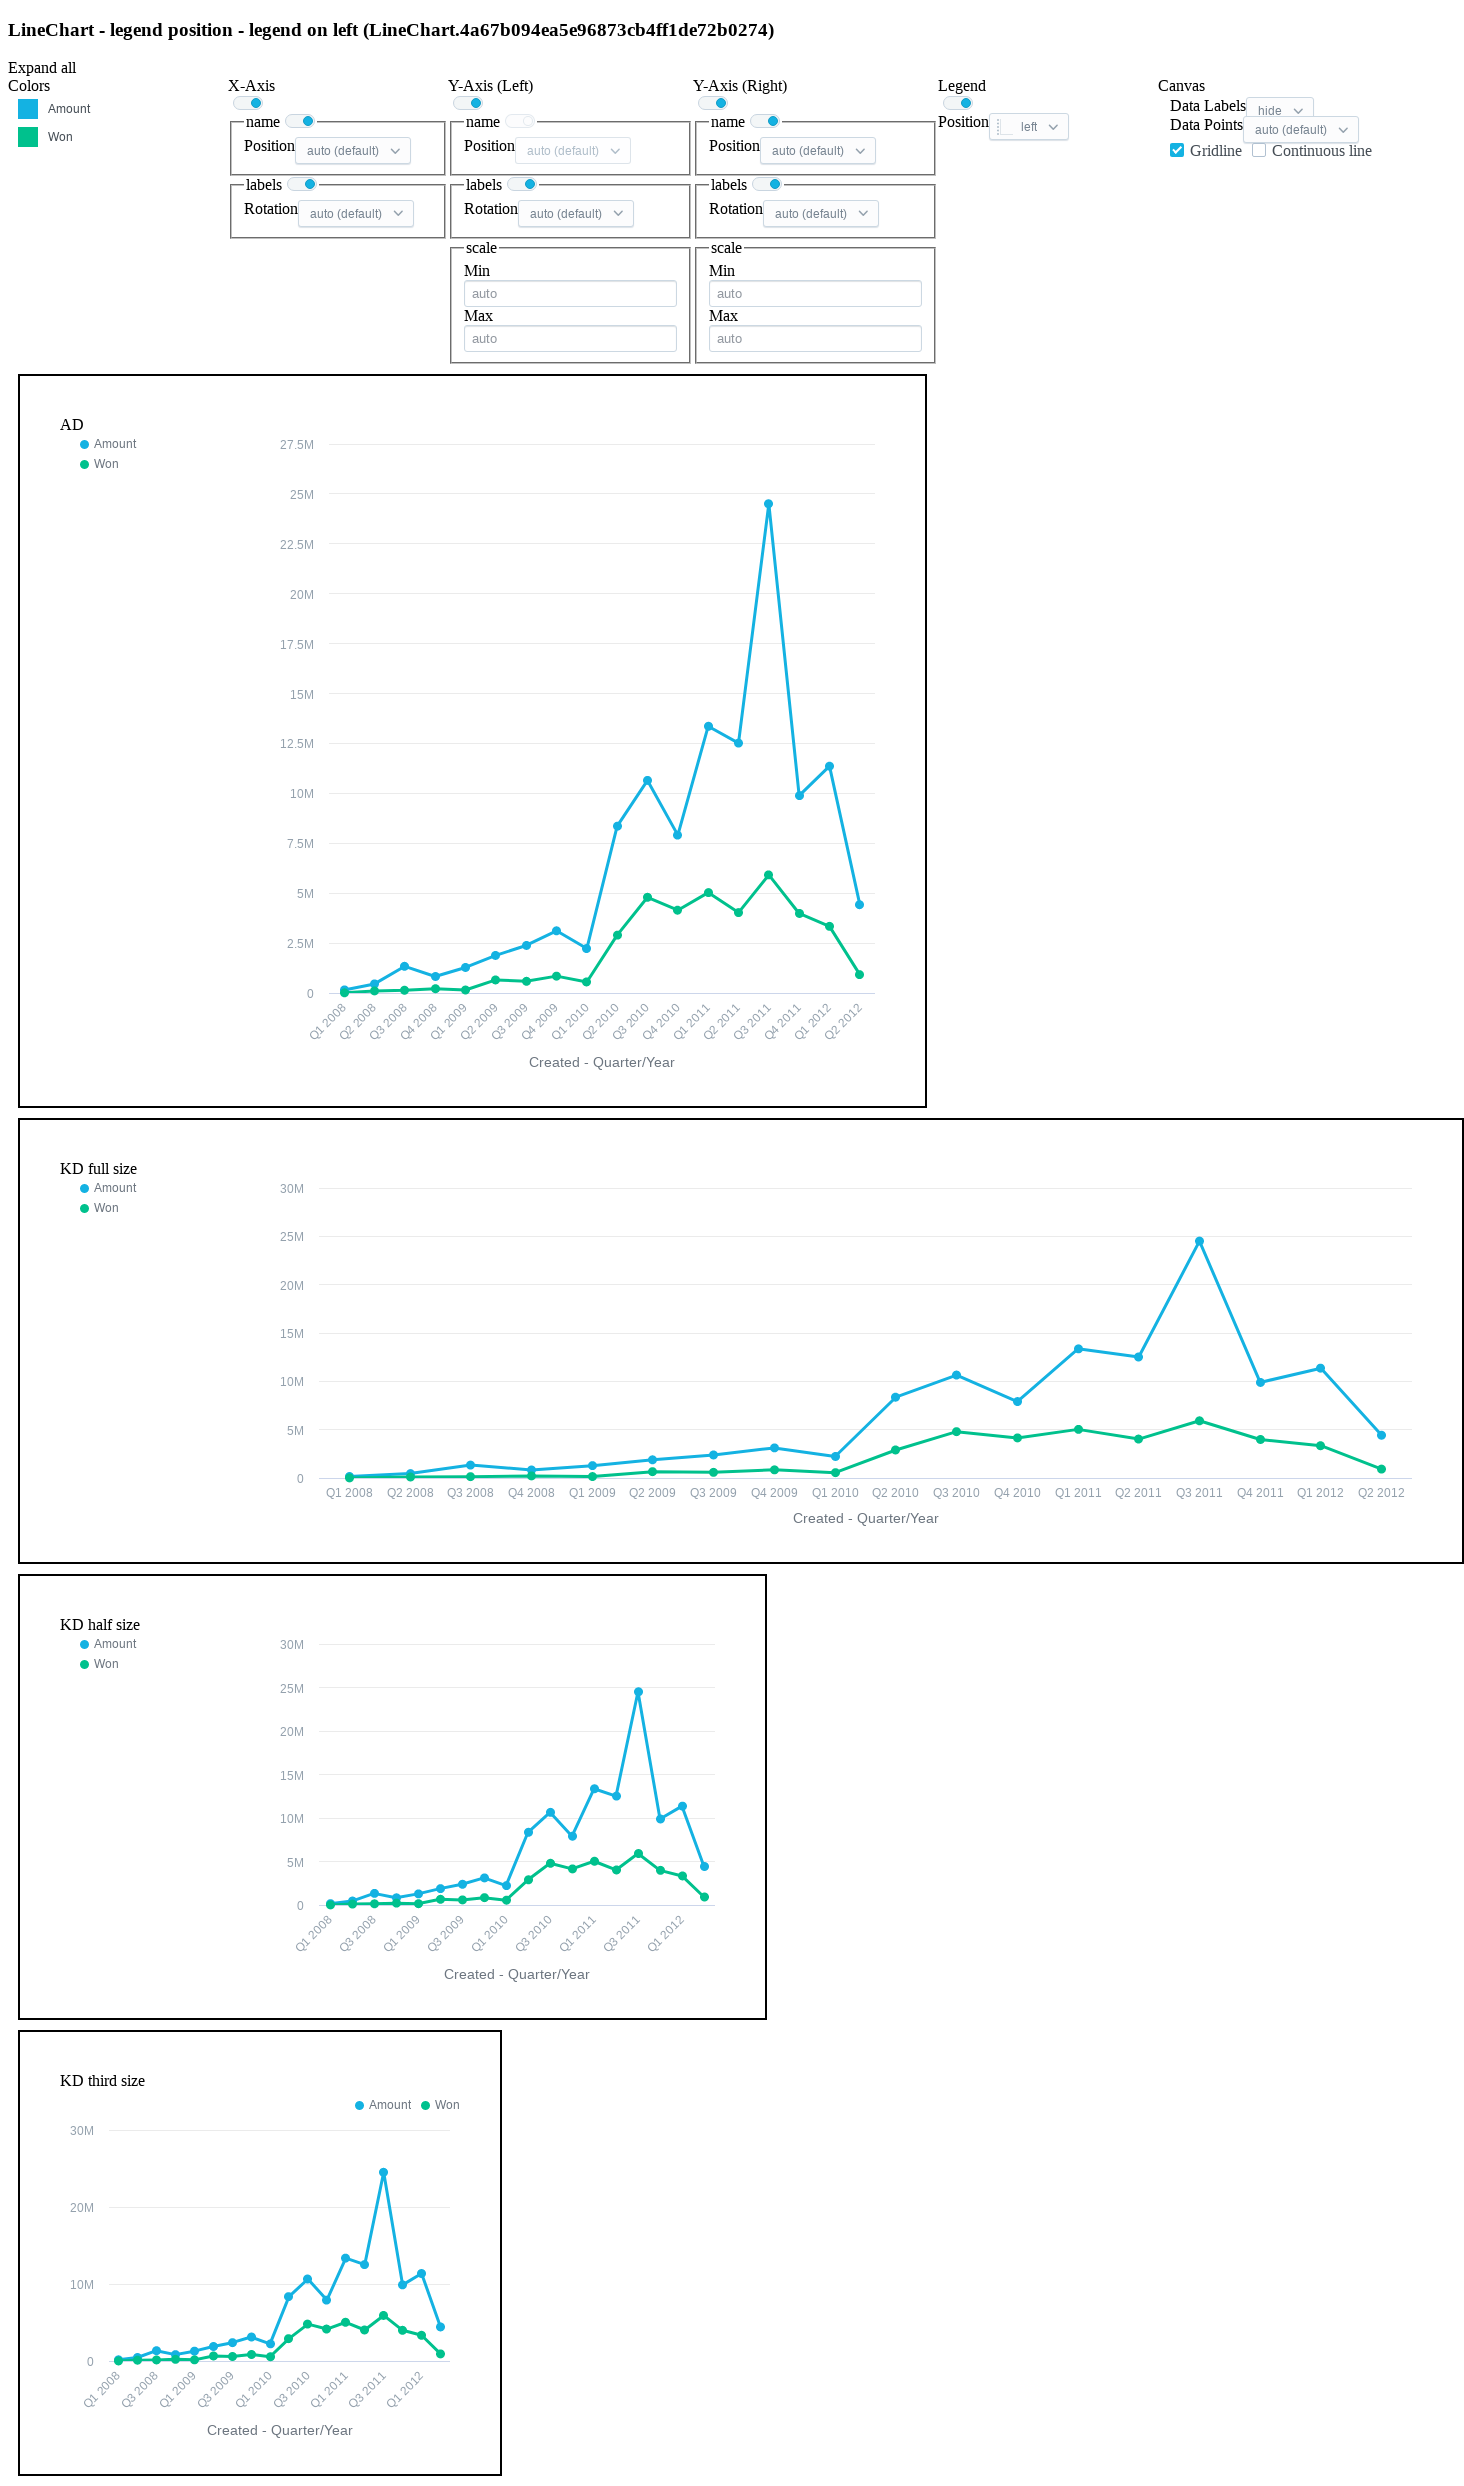 LineChart - legend position - legend on left (LineChart.4a67b094ea5e96873cb4ff1de72b0274)
Expand all
Colors
Amount
Won
X-Axis
name
Position auto (default)
labels
Rotation auto (default)
Y-Axis (Left)
name
Position auto (default)
labels
Rotation auto (default)
scale
Min
auto
Max
auto
Y-Axis (Right)
name
Position auto (default)
labels
Rotation auto (default)
scale
Min
auto
Max
auto
Legend
Position left
Canvas
Data Labels hide
Data Points auto (default)
Gridline Continuous line
AD
Amount
Won
27.5M
25M
22.5M
20M
17.5M
15M
12.5M
10M
7.5M
5M
2.5M
0
Q1 2008 Q2 2008 Q3 2008 Q4 2008 Q1 2009 Q2 2009 Q3 2009 Q4 2009 Q1 2010 Q2 2010 Q3 2010 Q4 2010 Q1 2011 Q2 2011 Q3 2011 Q4 2011 Q1 2012 Q2 2012
Created - Quarter/Year
KD full size
Amount
Won
30M
25M
20M
15M
10M
5M
0
Q1 2008 Q2 2008 Q3 2008 Q4 2008 Q1 2009 Q2 2009 Q3 2009 Q4 2009 Q1 2010 Q2 2010 Q3 2010 Q4 2010 Q1 2011 Q2 2011 Q3 2011 Q4 2011 Q1 2012 Q2 2012
Created - Quarter/Year
KD half size
Amount
Won
30M
25M
20M
15M
10M
5M
0
Q1 2008 Q3 2008 Q1 2009 Q3 2009 Q1 2010 Q3 2010 Q1 2011 Q3 2011 Q1 2012
Created - Quarter/Year
KD third size
Amount Won
30M
20M
10M
0
Q1 2008 Q3 2008 Q1 2009 Q3 2009 Q1 2010 Q3 2010 Q1 2011 Q3 2011 Q1 2012
Created - Quarter/Year